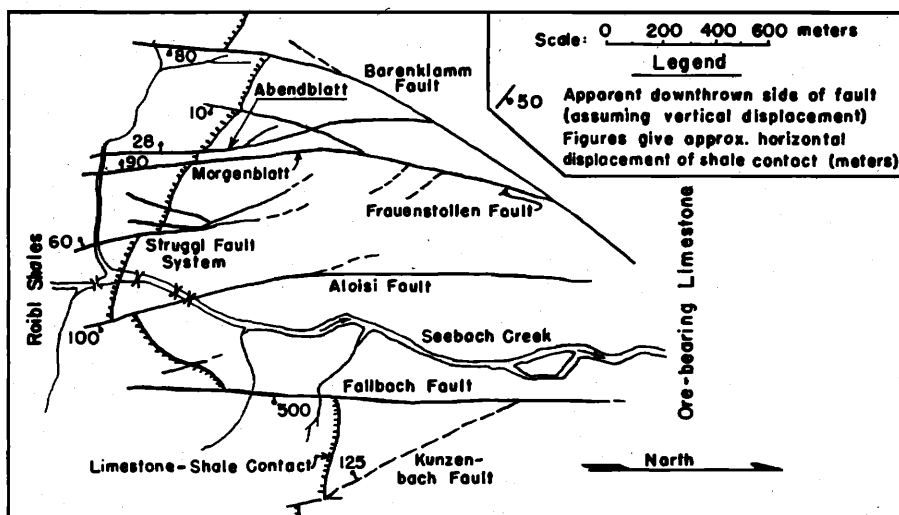 Scale: 0 200 400 600 meters
Legend
50 Apparent downthrown side of fault
(assuming vertical displacement)
Figures give approx. horizontal
displacement of shale contact (meters)
80
Barenklamm
Fault
Abendblatt
10
28
90
Morgenblatt
Frauenstollen Fault
60
Struggl Fault
System
Roibl Shales
Aloisi Fault
100
Seebach Creek
Ore-bearing Limestone
Fallbach Fault
500
Limestone-Shale Contact
125
Kunzen-
bach Fault
North